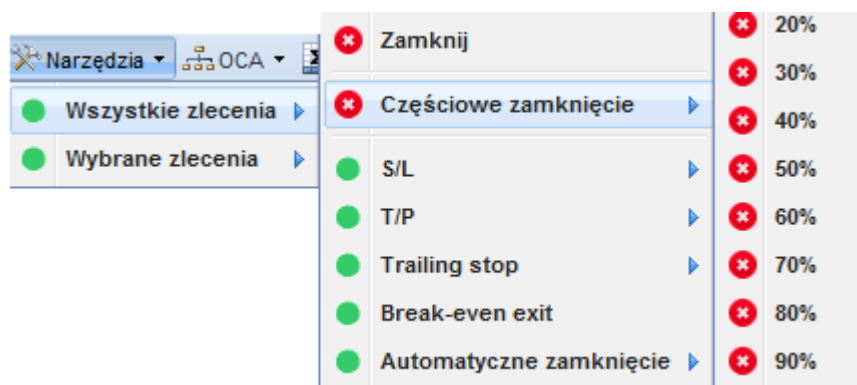 Narzędzia
OCA
Wszystkie zlecenia
Wybrane zlecenia
Zamknij
Częściowe zamknięcie
S/L
T/P
Trailing stop
Break-even exit
Automatyczne zamknięcie
20%
30%
40%
50%
60%
70%
80%
90%